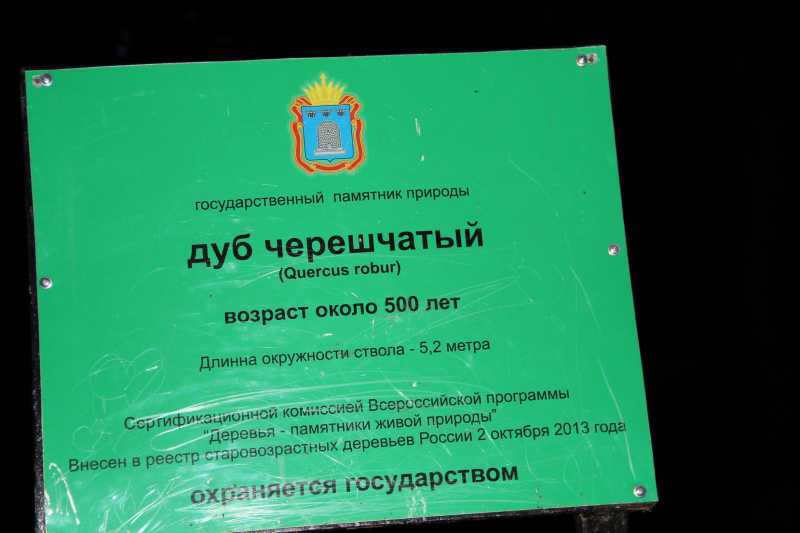 государственный памятник природы
дуб черешчатый
(Quercus robur)
возраст около 500 лет
Длинна окружности ствола - 5,2 метра
Сертификационной комиссией Всероссийской программы
"Деревья - памятники живой природы"
Внесен в реестр старовозрастных деревьев России 2 октября 2013 года
охраняется государством